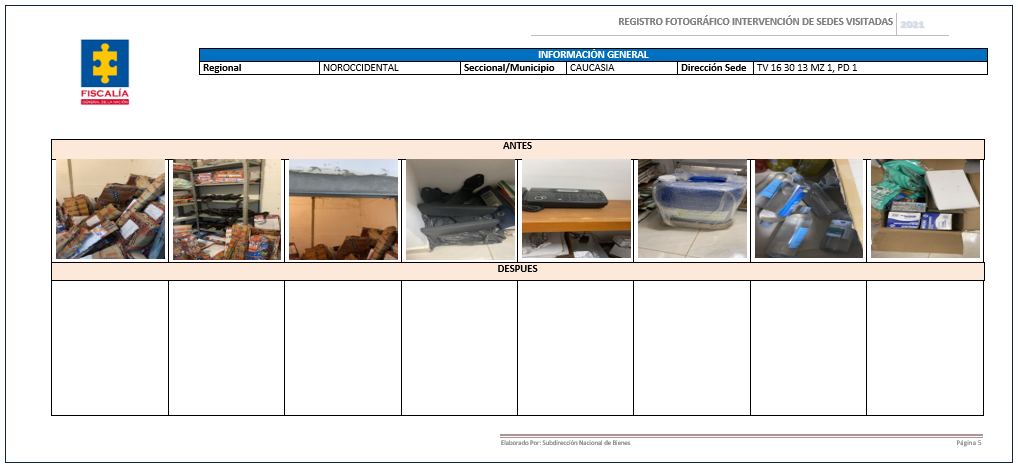 REGISTRO FOTOGRÁFICO INTERVENCIÓN DE SEDES VISITADAS 2021
FISCALÍA
GENERAL DE LA NACIÓN
INFORMACIÓN GENERAL
Regional NOROCCIDENTAL Seccional/Municipio CAUCASIA Dirección Sede TV 16 30 13 MZ 1, PD 1
ANTES
DESPUES
Elaborado Por: Subdirección Nacional de Bienes Página 5